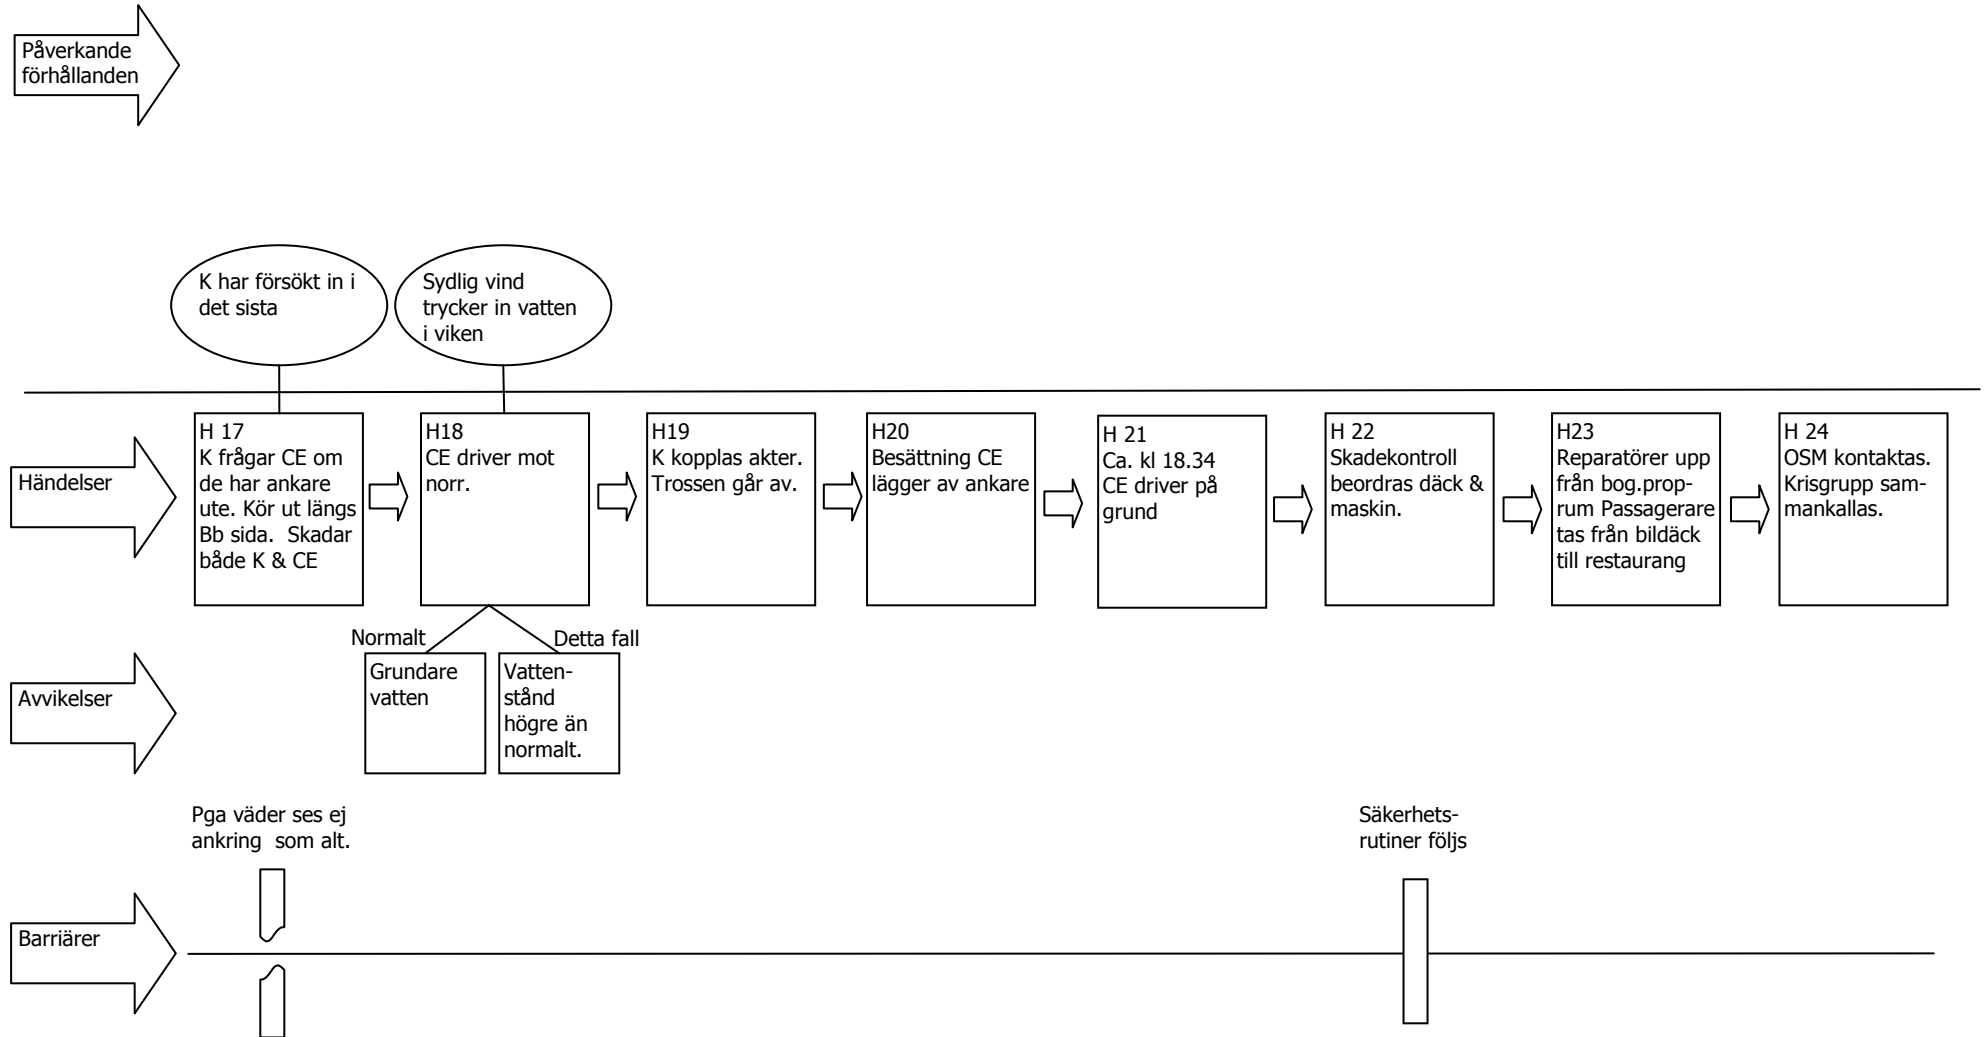 Påverkande
förhållanden
K har försökt in i
det sista
Sydlig vind
trycker in vatten
i viken
Händelser
H 17
K frågar CE om
de har ankare
ute. Kör ut längs
Bb sida.  Skadar
både K & CE
H18
CE driver mot
norr.
H19
K kopplas akter.
Trossen går av.
H20
Besättning CE
lägger av ankare
H 21
Ca. kl 18.34
CE driver på
grund
H 22
Skadekontroll
beordras däck &
maskin.
H23
Reparatörer upp
från bog.prop-
rum Passagerare
tas från bildäck
till restaurang
H 24
OSM kontaktas.
Krisgrupp sam-
mankallas.
Avvikelser
Normalt
Grundare
vatten
Detta fall
Vatten-
stånd
högre än
normalt.
Barriärer
Pga väder ses ej
ankring  som alt.
Säkerhets-
rutiner följs